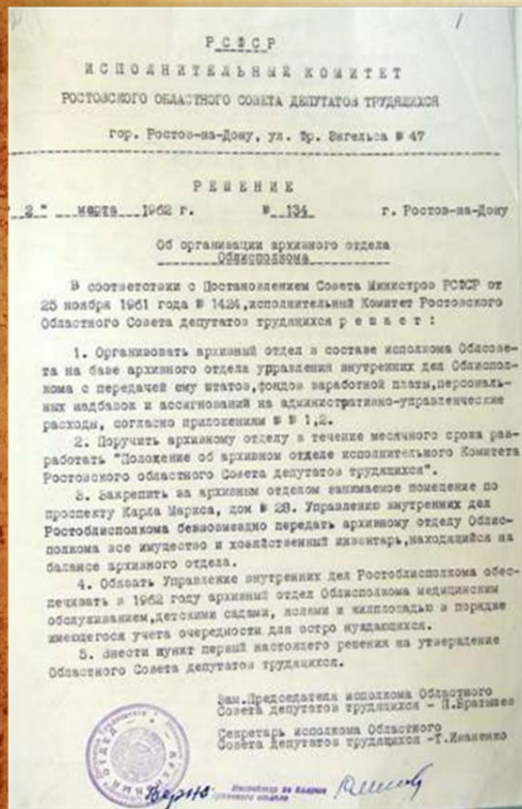 1
РСФСР
ИСПОЛНИТЕЛЬНЫЙ КОМИТЕТ
РОСТОВСКОГО ОБЛАСТНОГО СОВЕТА ДЕПУТАТОВ ТРУДЯЩИХСЯ
гор. Ростов-на-Дону, ул. Фр. Энгельса № 47
РЕШЕНИЕ
2 " марта 1962 г. № 134 г. Ростов-на-Дону
Об организации архивного отдела
Облисполкома
В соответствии с Постановлением Совета Министров РСФСР от
25 ноября 1961 года № 1424,исполнительный Комитет Ростовского
Областного Совета депутатов трудящихся р е ш а е т :
1. Организовать архивный отдел в составе исполкома Облсове-
та на базе архивного отдела управления внутренних дел Облиспол-
кома с передачей ему штатов,фондов заработной платы,персональ-
ных надбавок и ассигнований на административно-управленческие
расходы, согласно приложениям № № 1,2.
2. Поручить архивному отделу в течение месячного срока раз-
работать "Положение об архивном отделе исполнительного Комитета
Ростовского областного Совета депутатов трудящихся".
3. Закрепить за архивным отделом занимаемое помещение по
проспекту Карла Маркса, дом № 28. Управлению внутренних дел
Ростоблисполкома безвозмездно передать архивному отделу Облис-
полкома все имущество и хозяйственный инвентарь,находящийся на
балансе архивного отдела.
4. Обязать Управление внутренних дел Ростоблисполкома обес-
печивать в 1962 году архивный отдел Облисполкома медицинским
обслуживанием,детскими садами, яслями и жилплощадью в порядке
имеющегося учета очередности для остро нуждающихся.
5. Внести пункт первый настоящего решения на утверждение
Областного Совета депутатов трудящихся.
Зам.Председателя исполкома Областного
Совета депутатов трудящихся - П.Братышев
Секретарь исполкома Областного
Совета депутатов трудящихся -Т.Иваненко
АРХИВНЫЙ ОТДЕЛ
Верно: